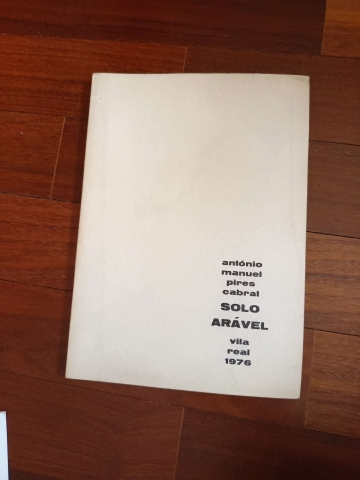 antónio
manuel
pires
cabral
SOLO
ARÁVEL
vila
real
1976